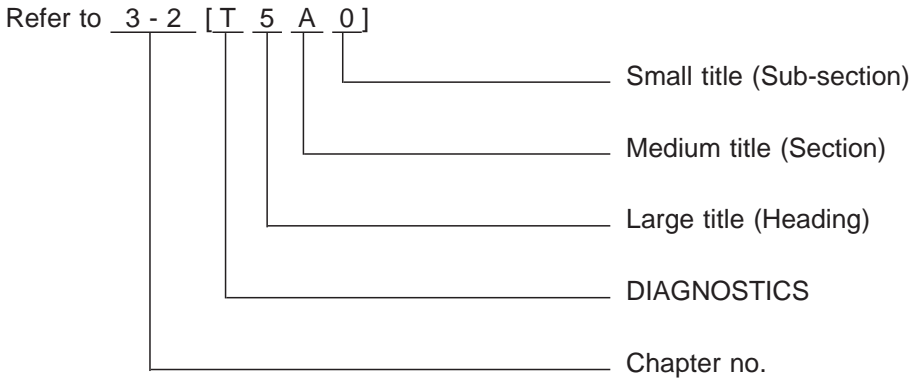 Refer to 3 - 2 [T 5 A 0]
Small title (Sub-section)
Medium title (Section)
Large title (Heading)
DIAGNOSTICS
Chapter no.